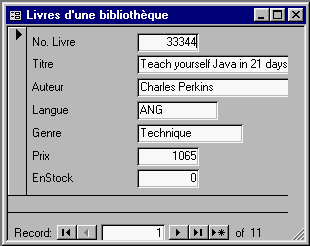 Livres d'une bibliothèque
No. Livre 33344
Titre Teach yourself Java in 21 days
Auteur Charles Perkins
Langue ANG
Genre Technique
Prix 1065
EnStock 0
Record: 1 of 11